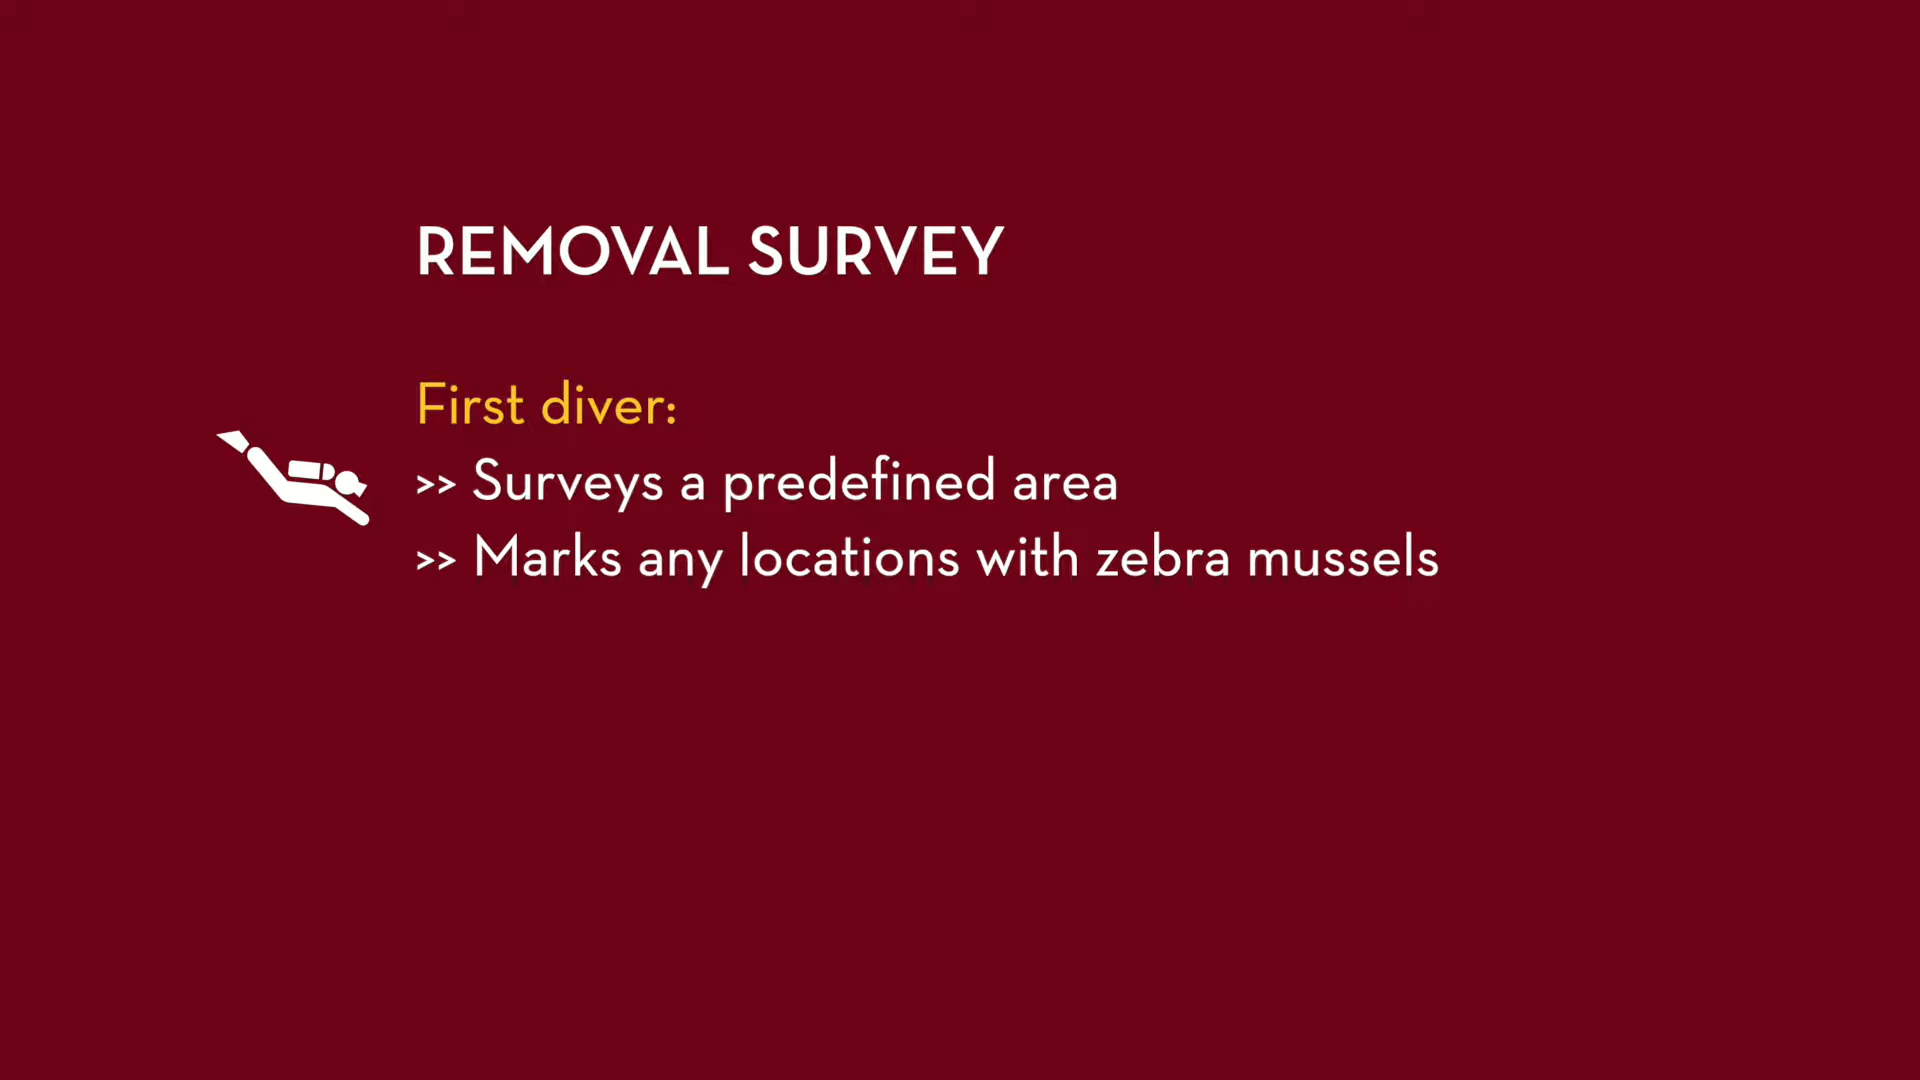 REMOVAL SURVEY
First diver:
>> Surveys a predefined area
>> Marks any locations with zebra mussels